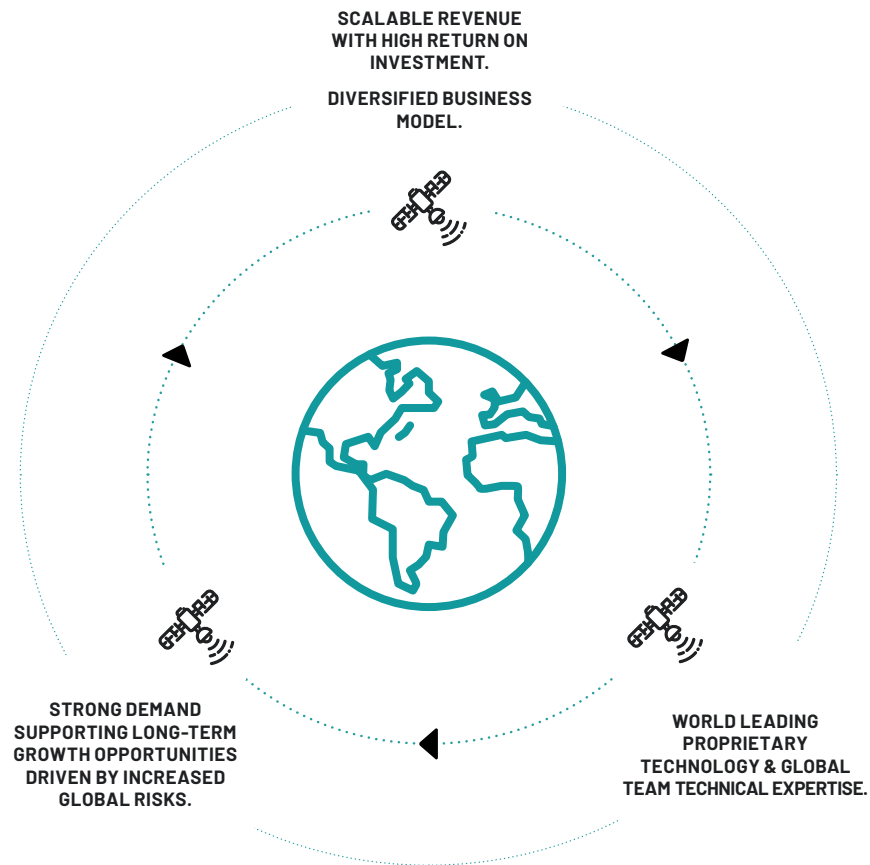 SCALABLE REVENUE
WITH HIGH RETURN ON
INVESTMENT.
DIVERSIFIED BUSINESS
MODEL.
STRONG DEMAND
SUPPORTING LONG-TERM
GROWTH OPPORTUNITIES
DRIVEN BY INCREASED
GLOBAL RISKS.
WORLD LEADING
PROPRIETARY
TECHNOLOGY & GLOBAL
TEAM TECHNICAL EXPERTISE.